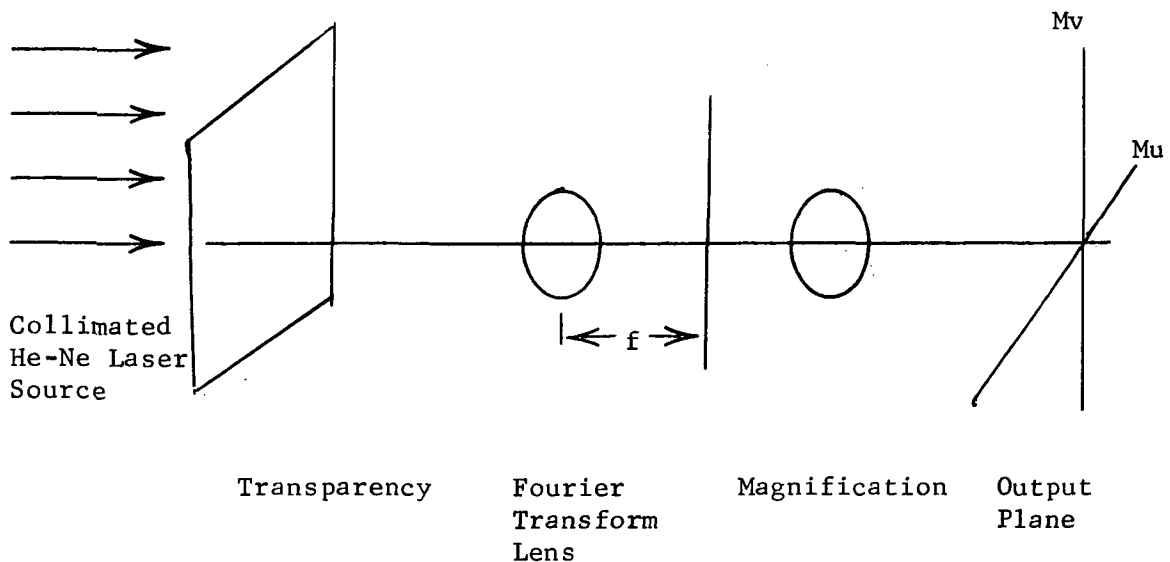 Mv
Mu
f
Collimated
He-Ne Laser
Source
Transparency
Fourier
Transform
Lens
Magnification
Output
Plane